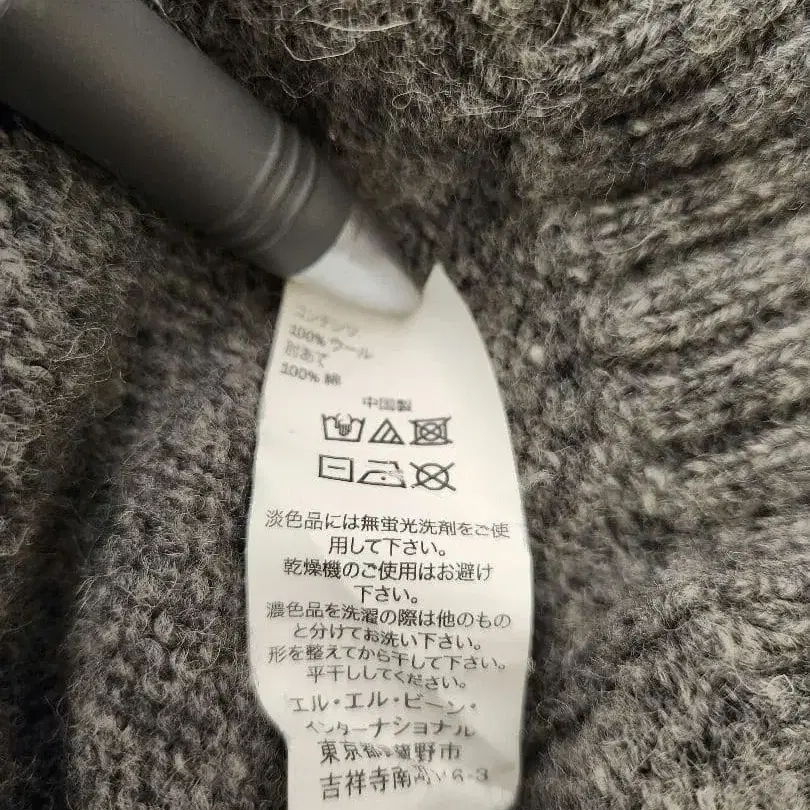 コンテンツ
100% ウール
肘あて
100% 綿
中国製
淡色品には無蛍光洗剤をご使
用して下さい。
乾燥機のご使用はお避け
下さい。
濃色品を洗濯の際は他のもの
と分けてお洗い下さい。
形を整えてから干して下さい。
平干ししてください。
エル・エル・ビーン・
インターナショナル
東京都 野市
吉祥寺南 6-3